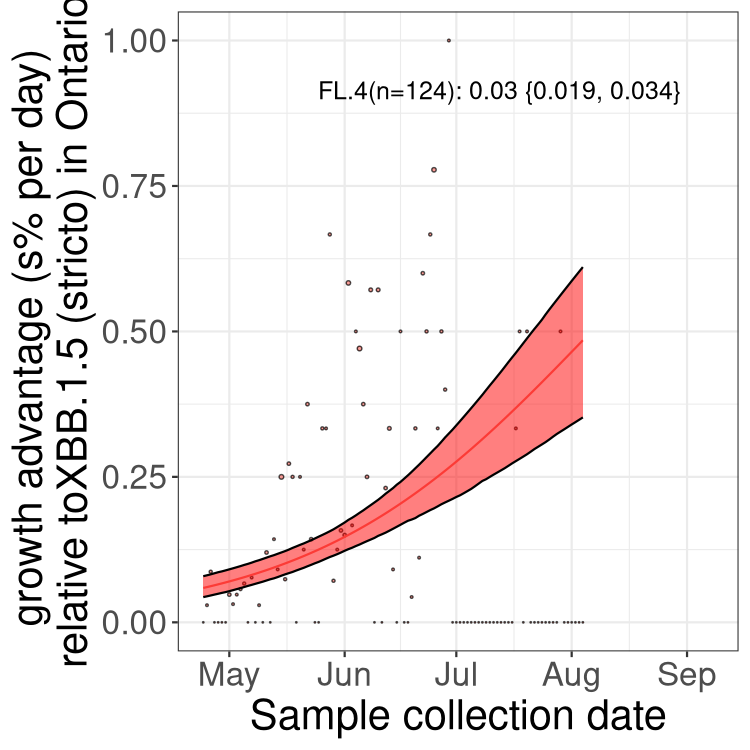 growth advantage (s% per day)
relative toXBB.1.5 (stricto) in Ontario
1.00
0.75
0.50
0.25
0.00
FL.4(n=124): 0.03 {0.019, 0.034}
May Jun Jul Aug Sep
Sample collection date